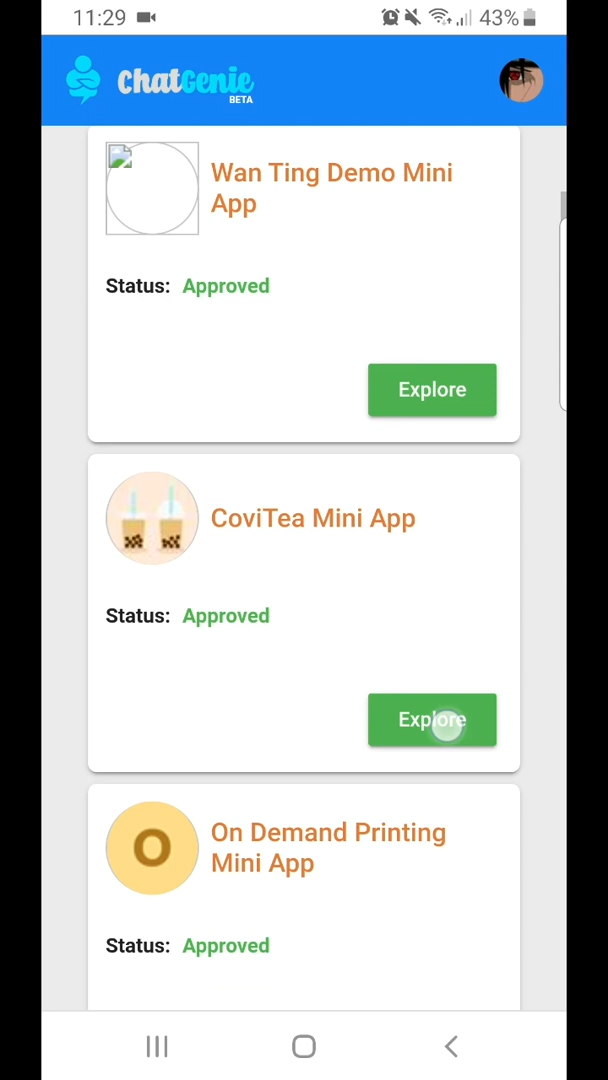 11:29
43%
ChatGenie
BETA
Wan Ting Demo Mini
App
Status: Approved
Explore
CoviTea Mini App
Status: Approved
Explore
O
On Demand Printing
Mini App
Status: Approved